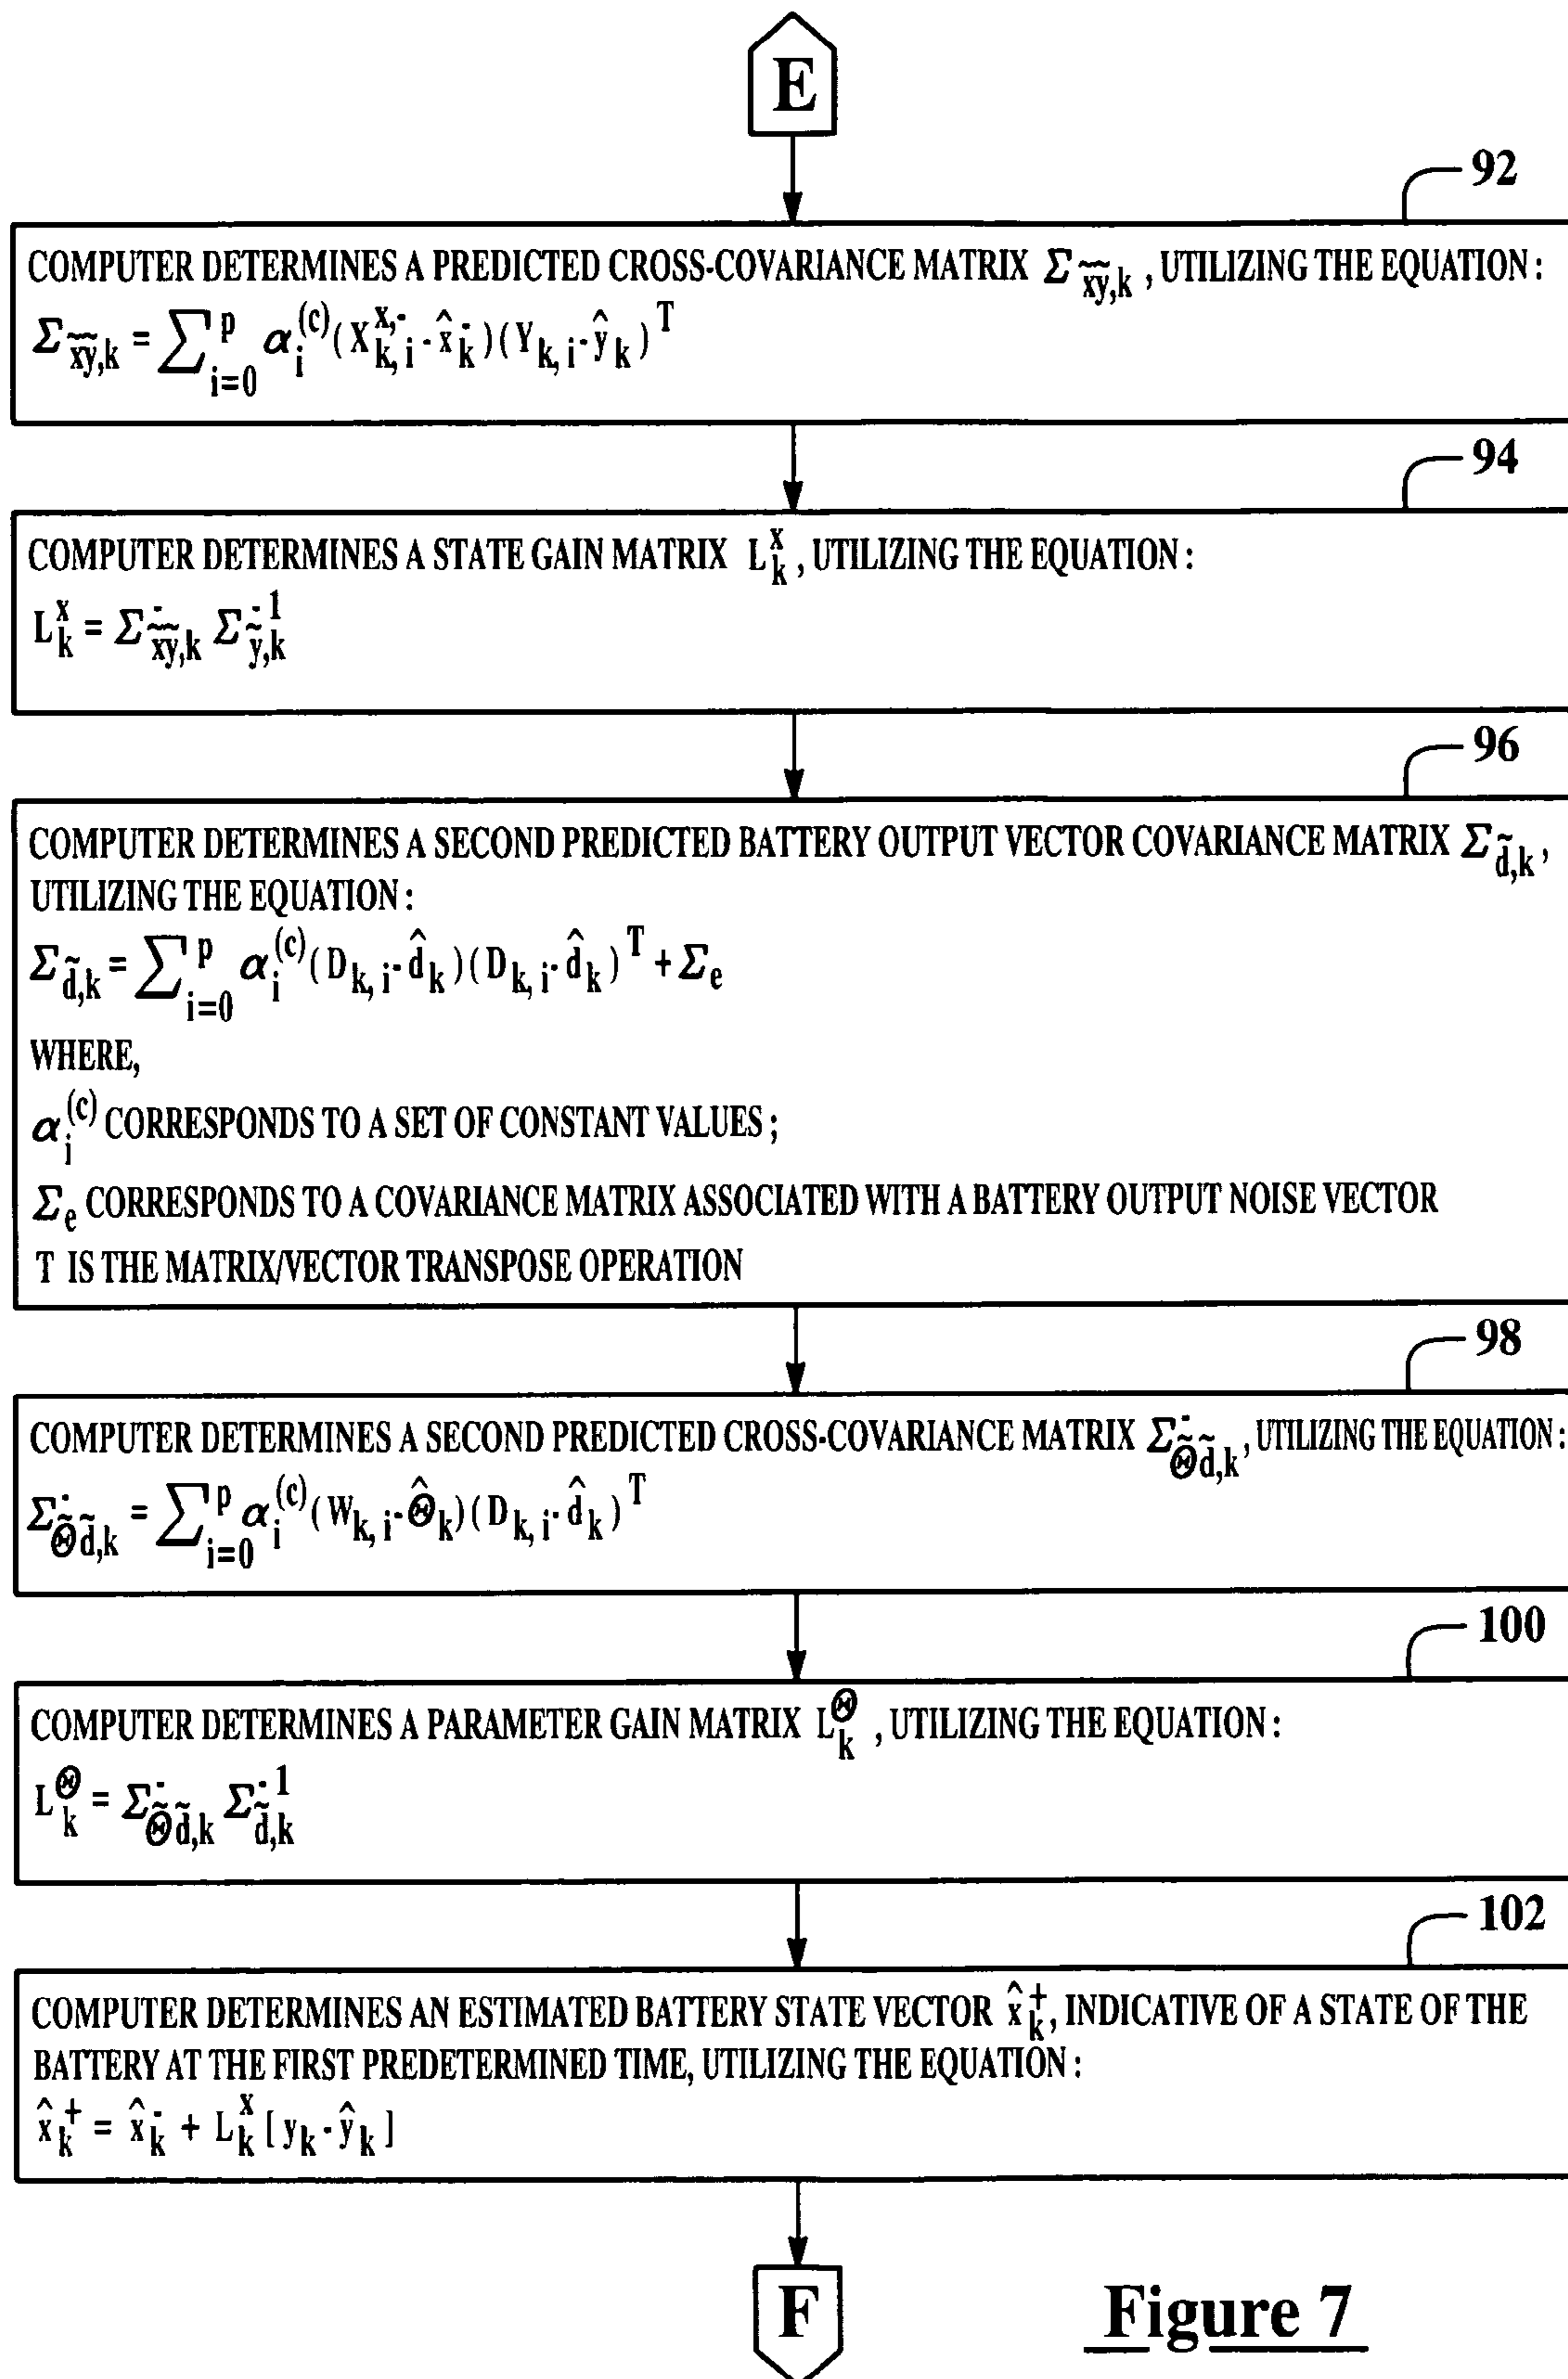 E
92
COMPUTER DETERMINES A PREDICTED CROSS-COVARIANCE MATRIX Σ_{x̃ỹ,k} , UTILIZING THE EQUATION :
Σ_{x̃ỹ,k} = ∑_{i=0}^{p} α_i^{(c)} (X_{k,i}^{x,-} - x̂_k^-) (Y_{k,i} - ŷ_k)^T
94
COMPUTER DETERMINES A STATE GAIN MATRIX L_k^x , UTILIZING THE EQUATION :
L_k^x = Σ_{x̃ỹ,k}^- Σ_{ỹ,k}^{-1}
96
COMPUTER DETERMINES A SECOND PREDICTED BATTERY OUTPUT VECTOR COVARIANCE MATRIX Σ_{d̃,k} ,
UTILIZING THE EQUATION :
Σ_{d̃,k} = ∑_{i=0}^{p} α_i^{(c)} (D_{k,i} - d̂_k) (D_{k,i} - d̂_k)^T + Σ_e
WHERE,
α_i^{(c)} CORRESPONDS TO A SET OF CONSTANT VALUES ;
Σ_e CORRESPONDS TO A COVARIANCE MATRIX ASSOCIATED WITH A BATTERY OUTPUT NOISE VECTOR
T IS THE MATRIX/VECTOR TRANSPOSE OPERATION
98
COMPUTER DETERMINES A SECOND PREDICTED CROSS-COVARIANCE MATRIX Σ_{Θ̃d̃,k}^- , UTILIZING THE EQUATION :
Σ_{Θ̃d̃,k}^- = ∑_{i=0}^{p} α_i^{(c)} (W_{k,i} - Θ̂_k) (D_{k,i} - d̂_k)^T
100
COMPUTER DETERMINES A PARAMETER GAIN MATRIX L_k^Θ , UTILIZING THE EQUATION :
L_k^Θ = Σ_{Θ̃d̃,k}^- Σ_{d̃,k}^{-1}
102
COMPUTER DETERMINES AN ESTIMATED BATTERY STATE VECTOR x̂_k^+, INDICATIVE OF A STATE OF THE
BATTERY AT THE FIRST PREDETERMINED TIME, UTILIZING THE EQUATION :
x̂_k^+ = x̂_k^- + L_k^x [ y_k - ŷ_k ]
F
Figure 7